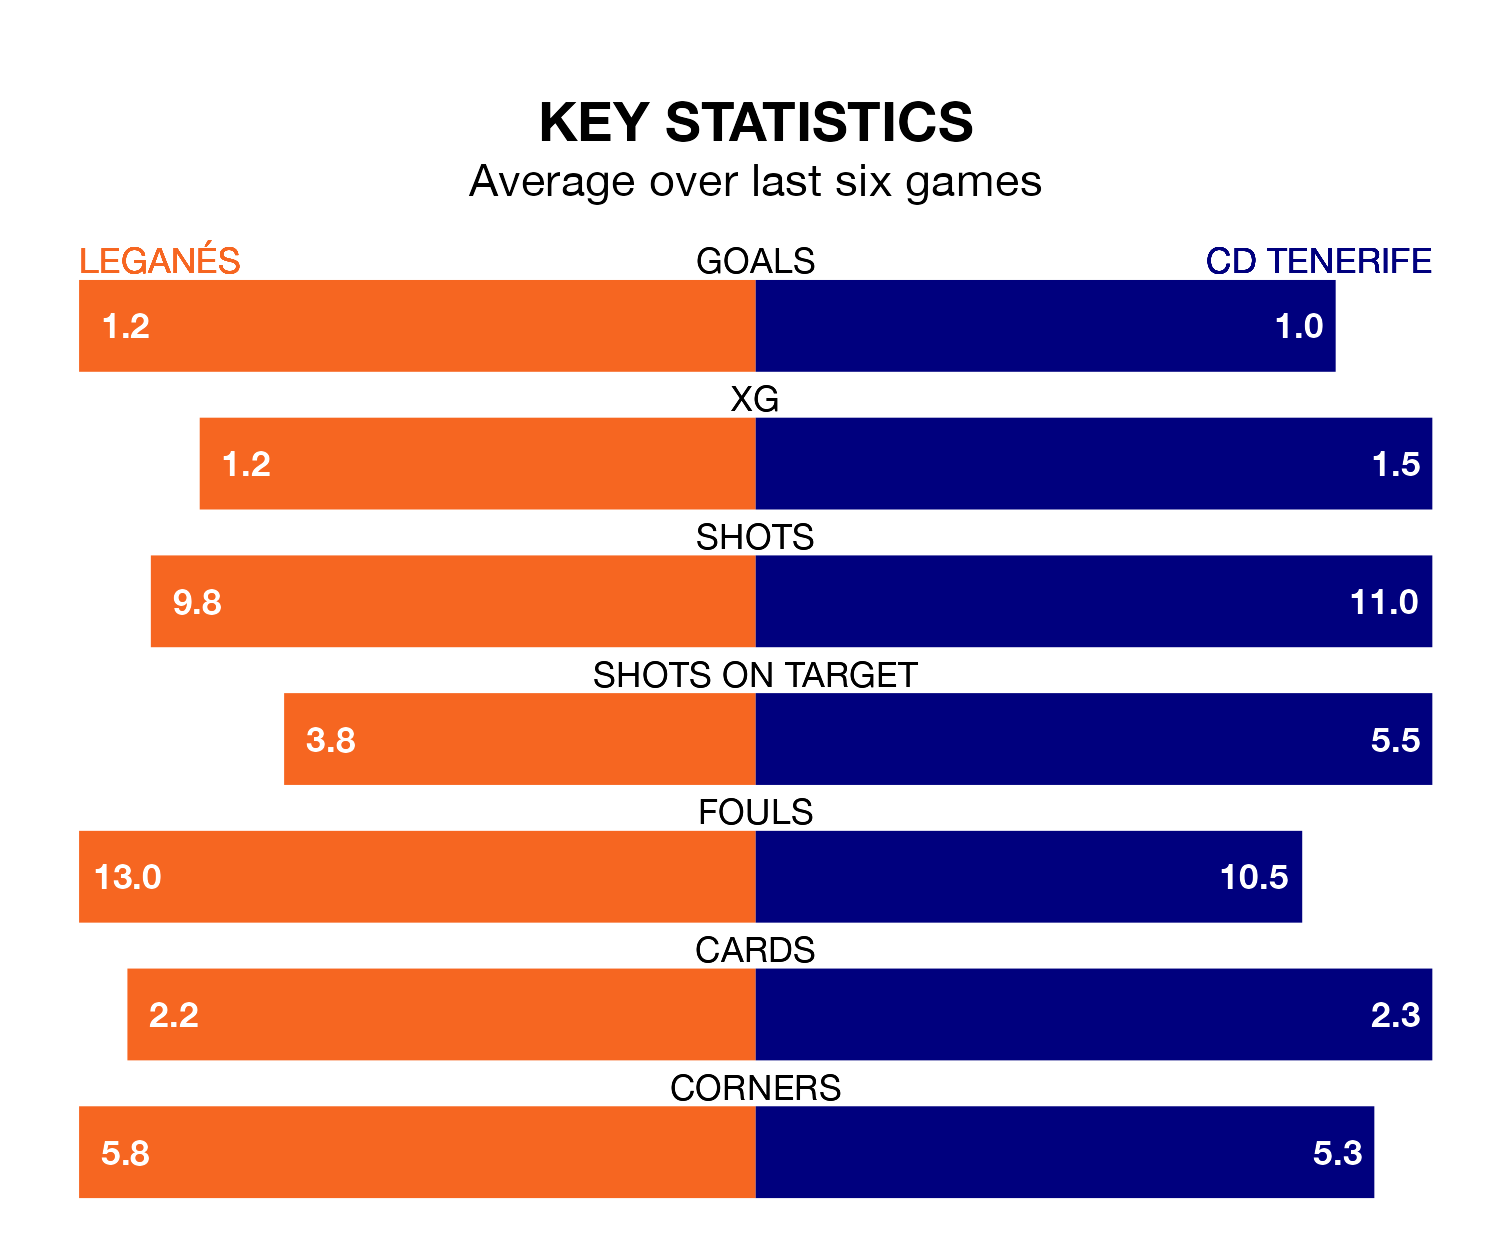 KEY STATISTICS
Average over last six games
LEGANÉS GOALS CD TENERIFE
1.2 1.0
XG
1.2 1.5
SHOTS
9.8 11.0
SHOTS ON TARGET
3.8 5.5
FOULS
13.0 10.5
CARDS
2.2 2.3
CORNERS
5.8 5.3